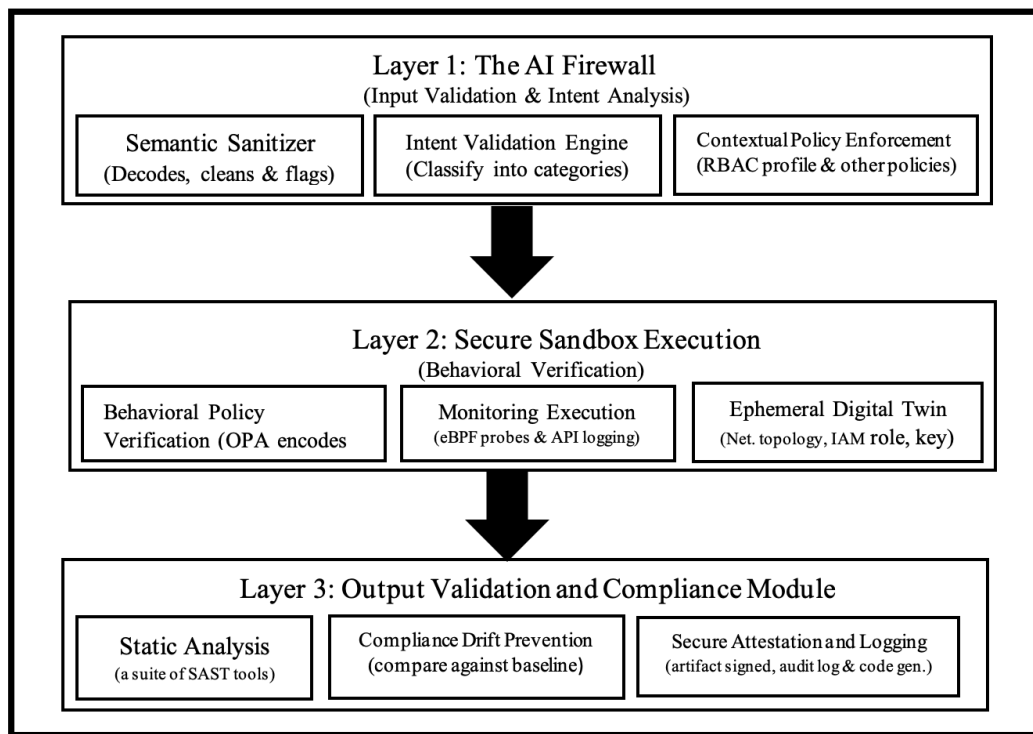 Layer 1: The AI Firewall
(Input Validation & Intent Analysis)
Semantic Sanitizer
(Decodes, cleans & flags)
Intent Validation Engine
(Classify into categories)
Contextual Policy Enforcement
(RBAC profile & other policies)
Layer 2: Secure Sandbox Execution
(Behavioral Verification)
Behavioral Policy
Verification (OPA encodes
Monitoring Execution
(eBPF probes & API logging)
Ephemeral Digital Twin
(Net. topology, IAM role, key)
Layer 3: Output Validation and Compliance Module
Static Analysis
(a suite of SAST tools)
Compliance Drift Prevention
(compare against baseline)
Secure Attestation and Logging
(artifact signed, audit log & code gen.)